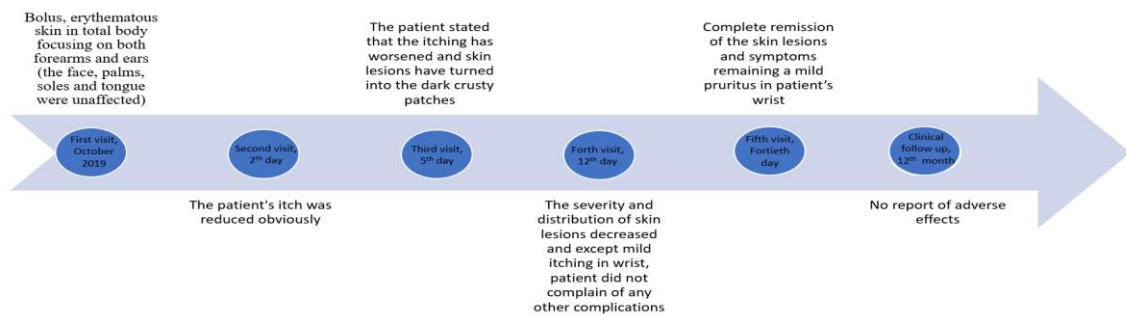 Bolus, erythematous
skin in total body
focusing on both
forearms and ears
(the face, palms,
soles and tongue
were unaffected)
First visit,
October
2019
The patient's itch was
reduced obviously
Second visit,
2th day
The patient stated
that the itching has
worsened and skin
lesions have turned
into the dark crusty
patches
Third visit,
5th day
Forth visit,
12th day
The severity and
distribution of skin
lesions decreased
and except mild
itching in wrist,
patient did not
complain of any
other complications
Complete remission
of the skin lesions
and symptoms
remaining a mild
pruritus in patient's
wrist
Fifth visit,
Fortieth
day
Clinical
follow up,
12th month
No report of adverse
effects